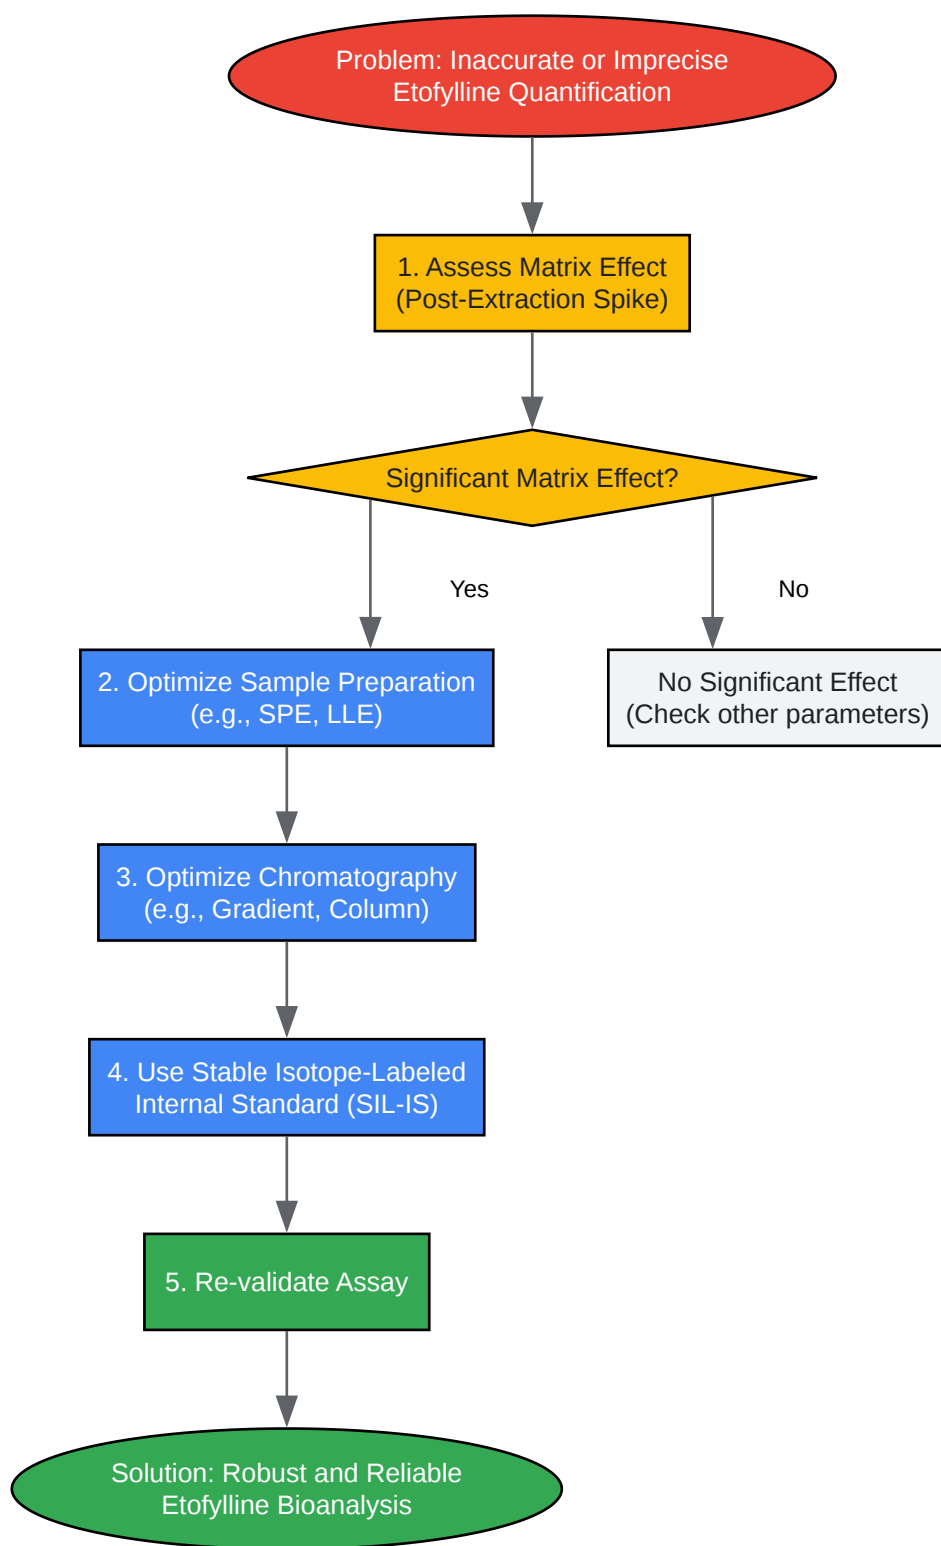 Problem: Inaccurate or Imprecise
Etofylline Quantification
1. Assess Matrix Effect
(Post-Extraction Spike)
Significant Matrix Effect?
Yes
No
2. Optimize Sample Preparation
(e.g., SPE, LLE)
No Significant Effect
(Check other parameters)
3. Optimize Chromatography
(e.g., Gradient, Column)
4. Use Stable Isotope-Labeled
Internal Standard (SIL-IS)
5. Re-validate Assay
Solution: Robust and Reliable
Etofylline Bioanalysis